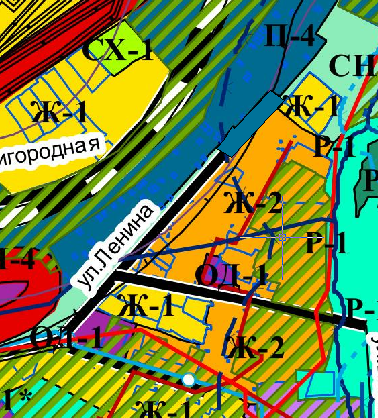 СХ-1
П-4
СН
Ж-1
Ж-1
игородная
Р-1
Р
Ж-2
ул.Ленина
Р-1
-4
ОД-1
Ж-1
Р-
ОД-1
Ж-2
Г*
Ж-1